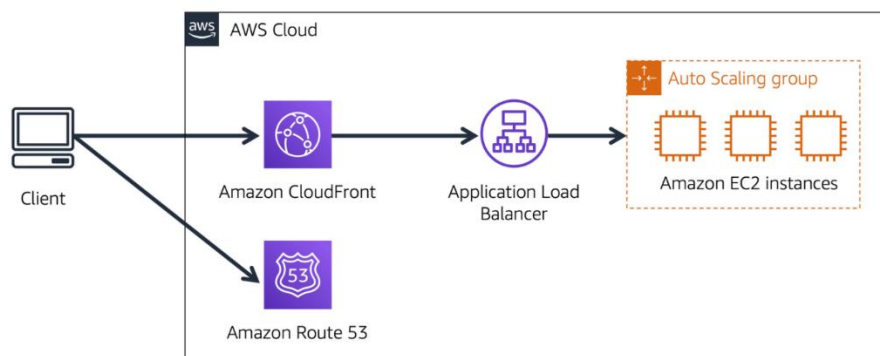 aws
AWS Cloud
Auto Scaling group
Client
Amazon CloudFront
Application Load
Balancer
Amazon EC2 instances
53
Amazon Route 53